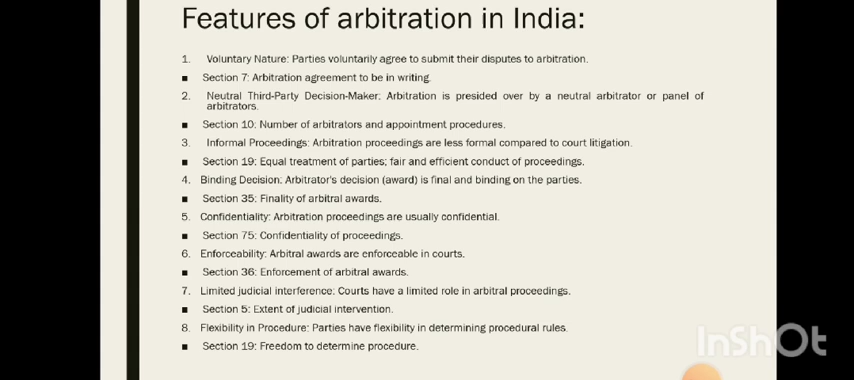 Features of arbitration in India:
1. Voluntary Nature: Parties voluntarily agree to submit their disputes to arbitration.
■ Section 7: Arbitration agreement to be in writing.
2. Neutral Third-Party Decision-Maker: Arbitration is presided over by a neutral arbitrator or panel of
arbitrators.
■ Section 10: Number of arbitrators and appointment procedures.
3. Informal Proceedings: Arbitration proceedings are less formal compared to court litigation.
■ Section 19: Equal treatment of parties; fair and efficient conduct of proceedings.
4. Binding Decision: Arbitrator's decision (award) is final and binding on the parties.
■ Section 35: Finality of arbitral awards.
5. Confidentiality: Arbitration proceedings are usually confidential.
■ Section 75: Confidentiality of proceedings.
6. Enforceability: Arbitral awards are enforceable in courts.
■ Section 36: Enforcement of arbitral awards.
7. Limited judicial interference: Courts have a limited role in arbitral proceedings.
■ Section 5: Extent of judicial intervention.
8. Flexibility in Procedure: Parties have flexibility in determining procedural rules.
■ Section 19: Freedom to determine procedure.
InShOt